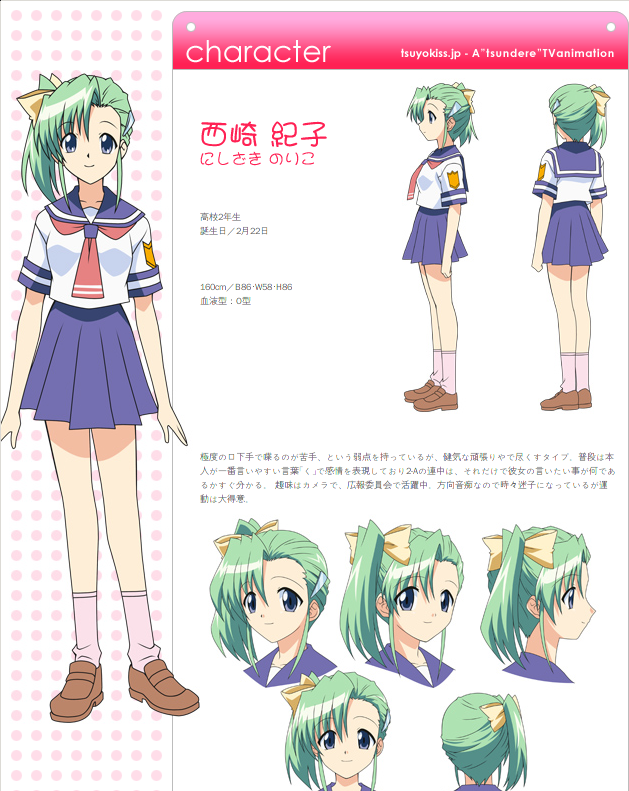 character
tsuyokiss.jp - A"tsundere"TVanimation
西崎 紀子
にしさき のりこ
高校2年生
誕生日／2月22日
160cm／B86･W58･H86
血液型：O型
極度の口下手で喋るのが苦手、という弱点を持っているが、健気な頑張りやで尽くすタイプ。普段は本
人が一番言いやすい言葉「く」で感情を表現しており2-Aの連中は、それだけで彼女の言いたい事が何であ
るかすぐ分かる。 趣味はカメラで、広報委員会で活躍中。方向音痴なので時々迷子になっているが運
動は大得意。